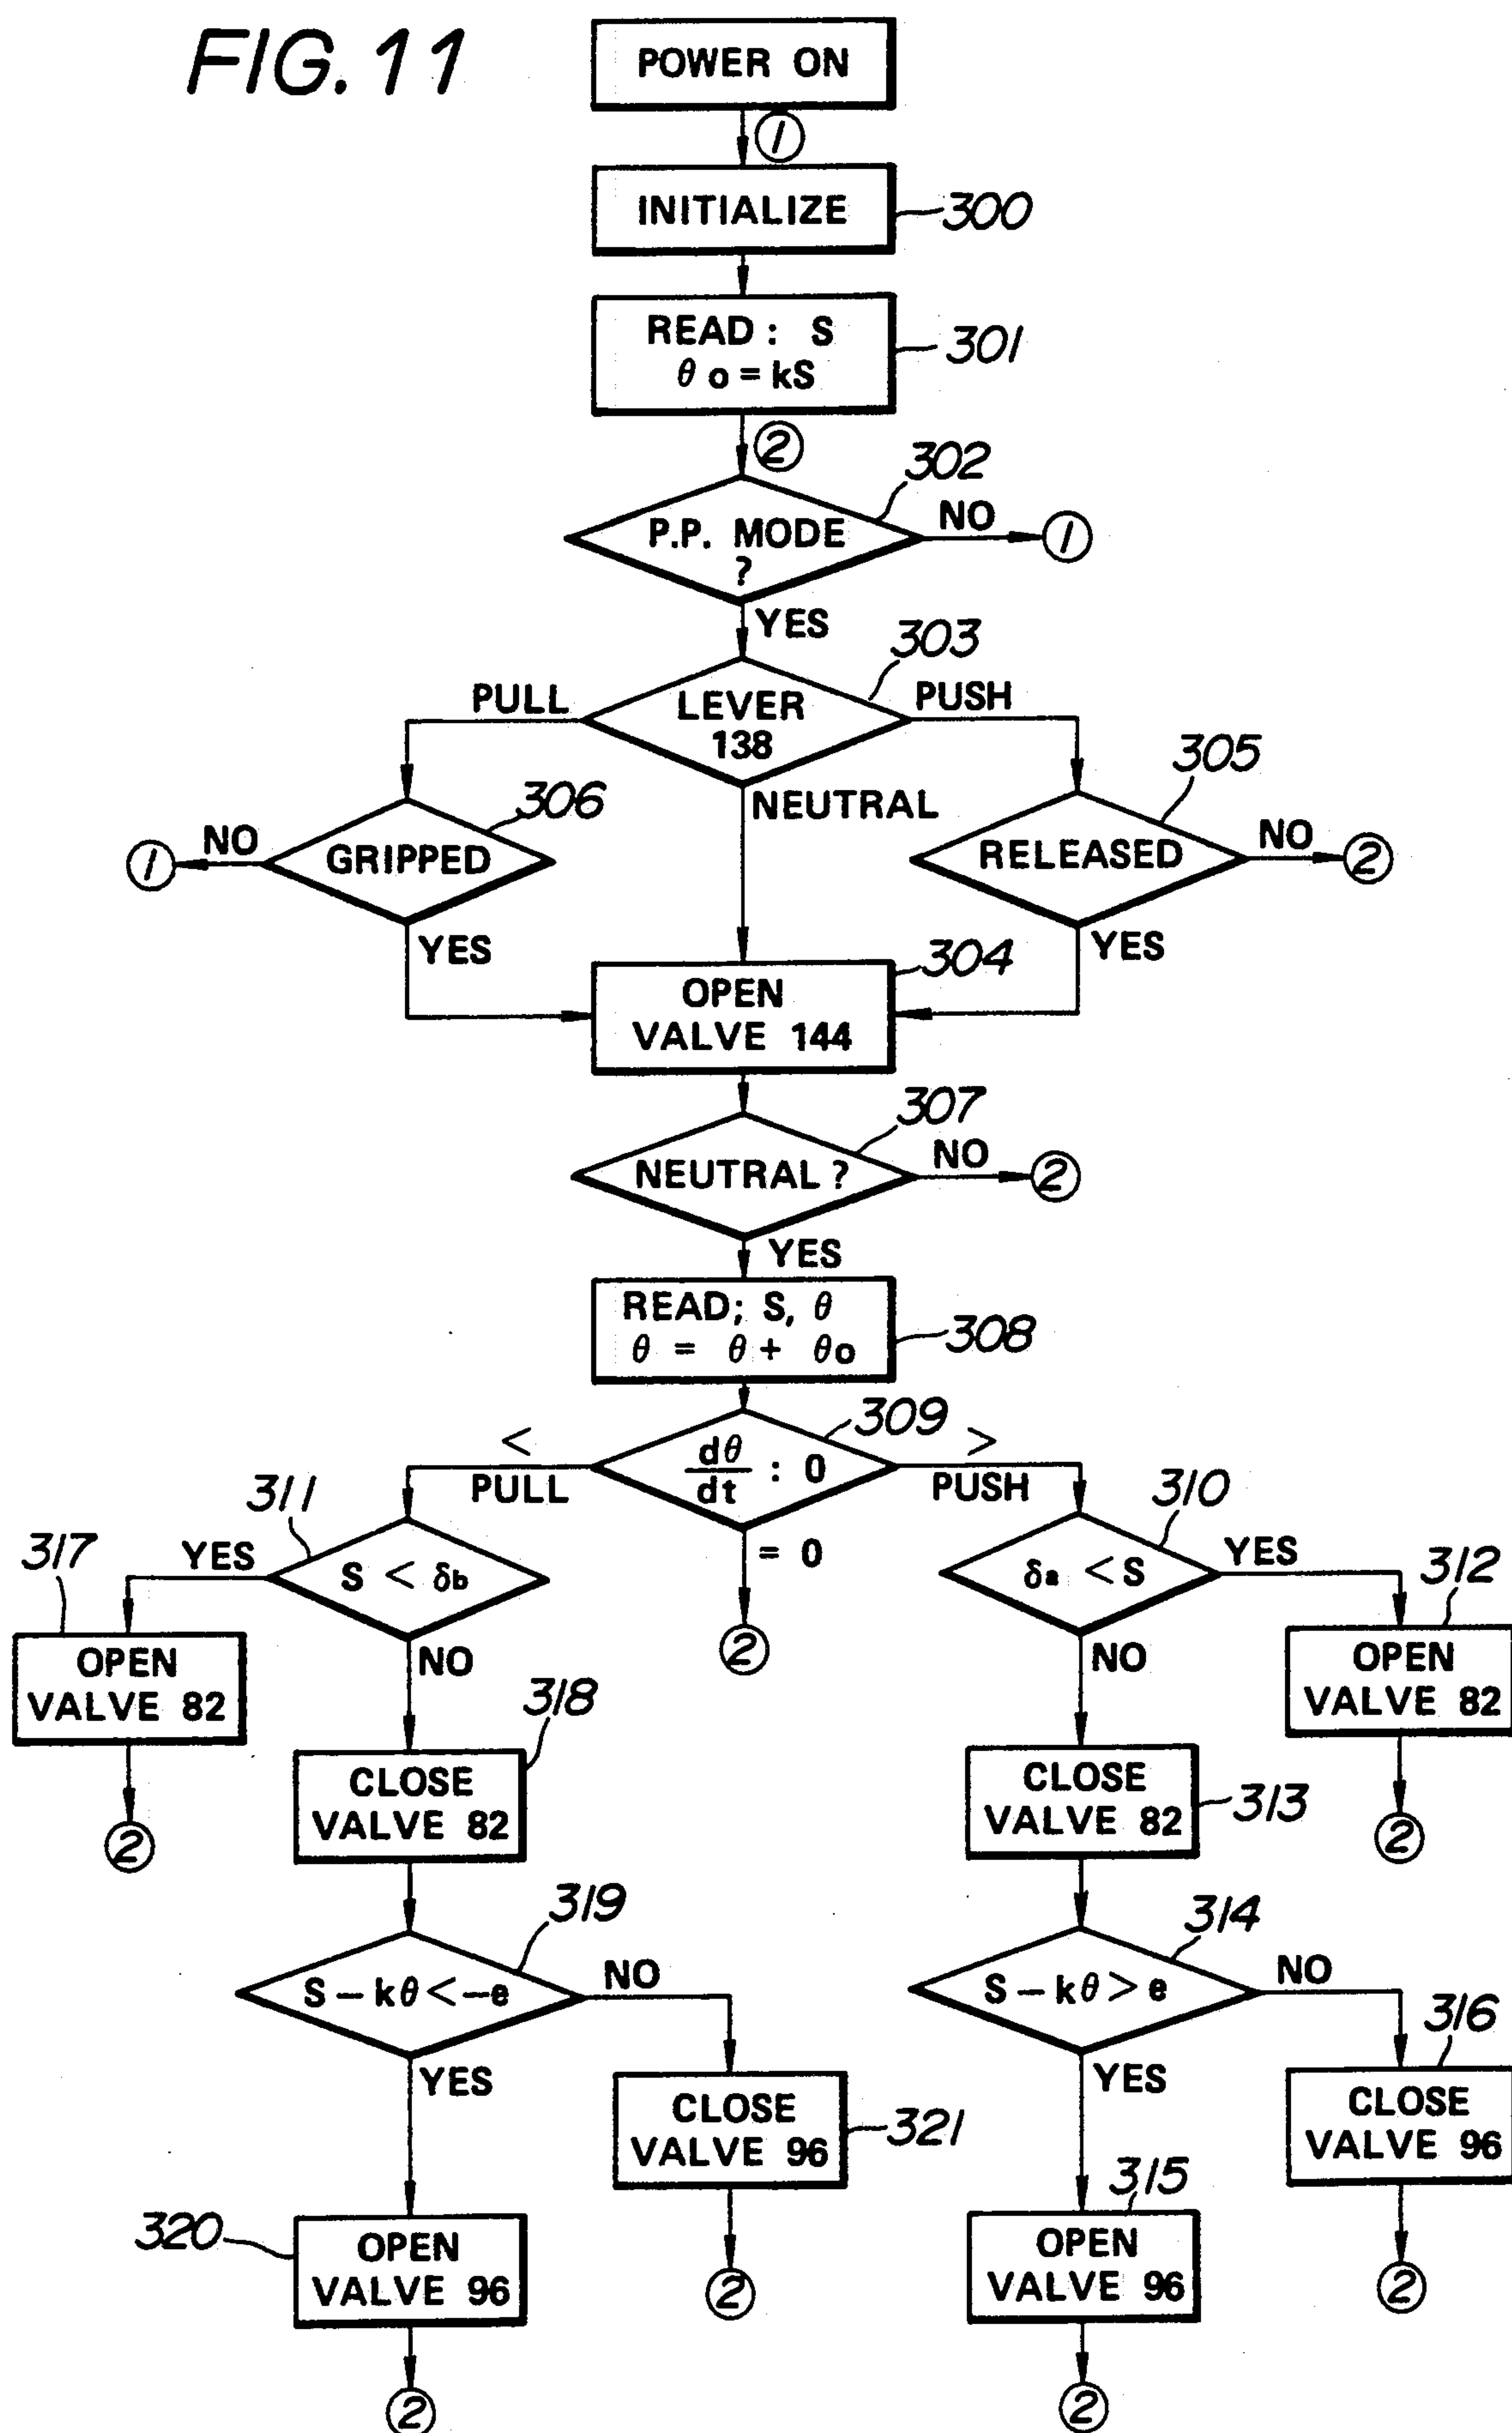 FIG. 11
POWER ON
①
INITIALIZE
300
READ : S
θo = kS
301
②
302
P.P. MODE
?
NO
①
YES
303
PULL
LEVER
138
PUSH
305
306
NEUTRAL
①
NO
GRIPPED
RELEASED
NO
②
YES
304
YES
OPEN
VALVE 144
307
NEUTRAL ?
NO
②
YES
READ; S, θ
θ = θ + θo
308
309
<
dθ
dt
: 0
>
PULL
PUSH
311
310
317
YES
S < δb
= 0
δa < S
YES
312
②
OPEN
VALVE 82
NO
318
NO
OPEN
VALVE 82
CLOSE
VALVE 82
CLOSE
VALVE 82
313
②
②
319
314
S – kθ < –e
NO
S – kθ > e
NO
316
YES
YES
CLOSE
VALVE 96
321
CLOSE
VALVE 96
315
320
OPEN
VALVE 96
OPEN
VALVE 96
②
②
②
②